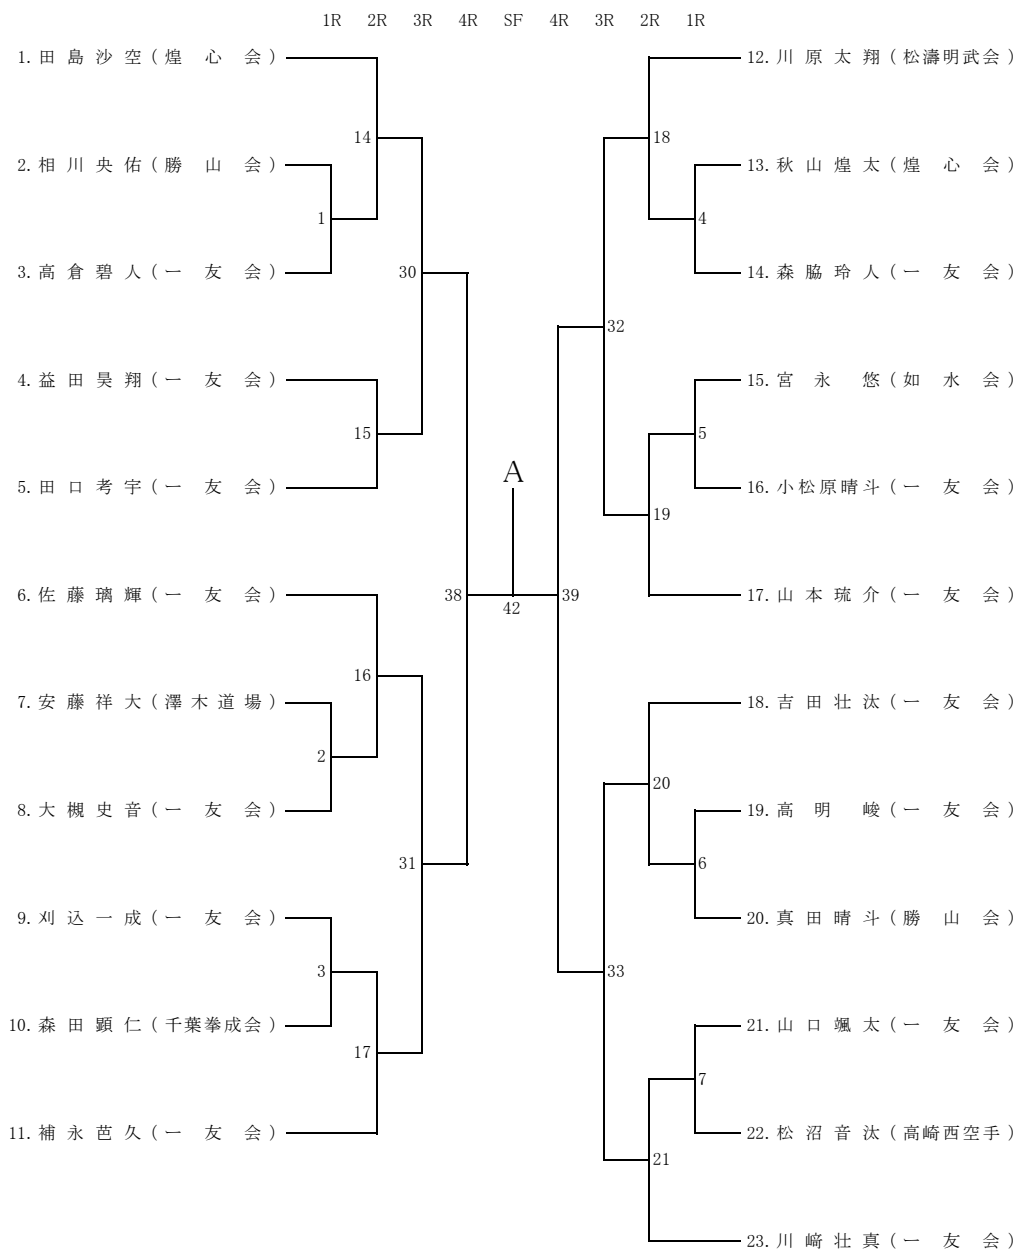 1R 2R 3R 4R SF 4R 3R 2R 1R
1. 田島沙空(煌心会) 12. 川原太翔(松濤明武会)
14 18
2. 相川央佑(勝山会) 13. 秋山煌太(煌心会)
1 4
3. 高倉碧人(一友会) 30 14. 森脇玲人(一友会)
32
4. 益田昊翔(一友会) 15. 宮永悠(如水会)
15 5
A
5. 田口考宇(一友会) 16. 小松原晴斗(一友会)
19
6. 佐藤璃輝(一友会) 38 39 17. 山本琉介(一友会)
42
16
7. 安藤祥大(澤木道場) 18. 吉田壮汰(一友会)
2 20
8. 大槻史音(一友会) 19. 高明峻(一友会)
31 6
9. 刈込一成(一友会) 20. 真田晴斗(勝山会)
3 33
10. 森田顕仁(千葉拳成会) 21. 山口颯太(一友会)
17 7
11. 補永芭久(一友会) 22. 松沼音汰(高崎西空手)
21
23. 川﨑壮真(一友会)